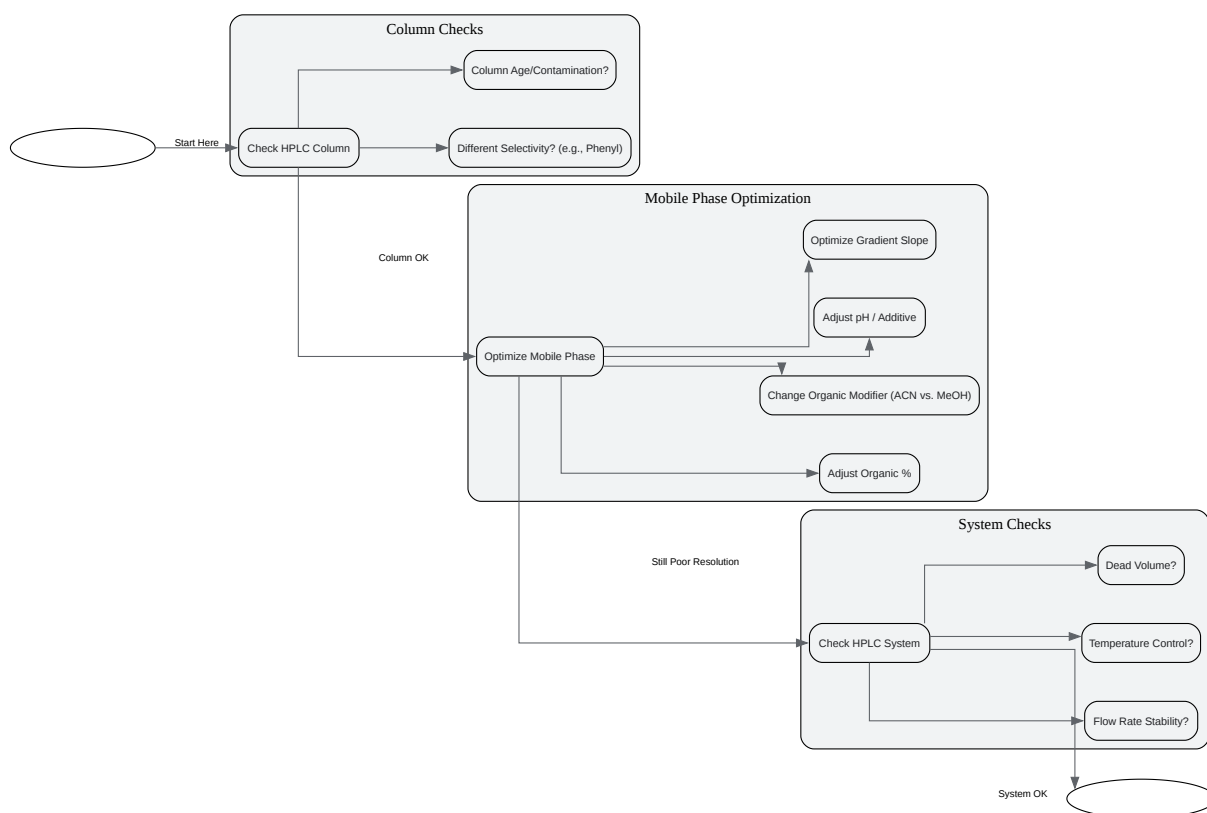 Column Checks
Column Age/Contamination?
Start Here
Check HPLC Column
Different Selectivity? (e.g., Phenyl)
Mobile Phase Optimization
Optimize Gradient Slope
Column OK
Adjust pH / Additive
Optimize Mobile Phase
Change Organic Modifier (ACN vs. MeOH)
Adjust Organic %
System Checks
Still Poor Resolution
Dead Volume?
Check HPLC System
Temperature Control?
Flow Rate Stability?
System OK